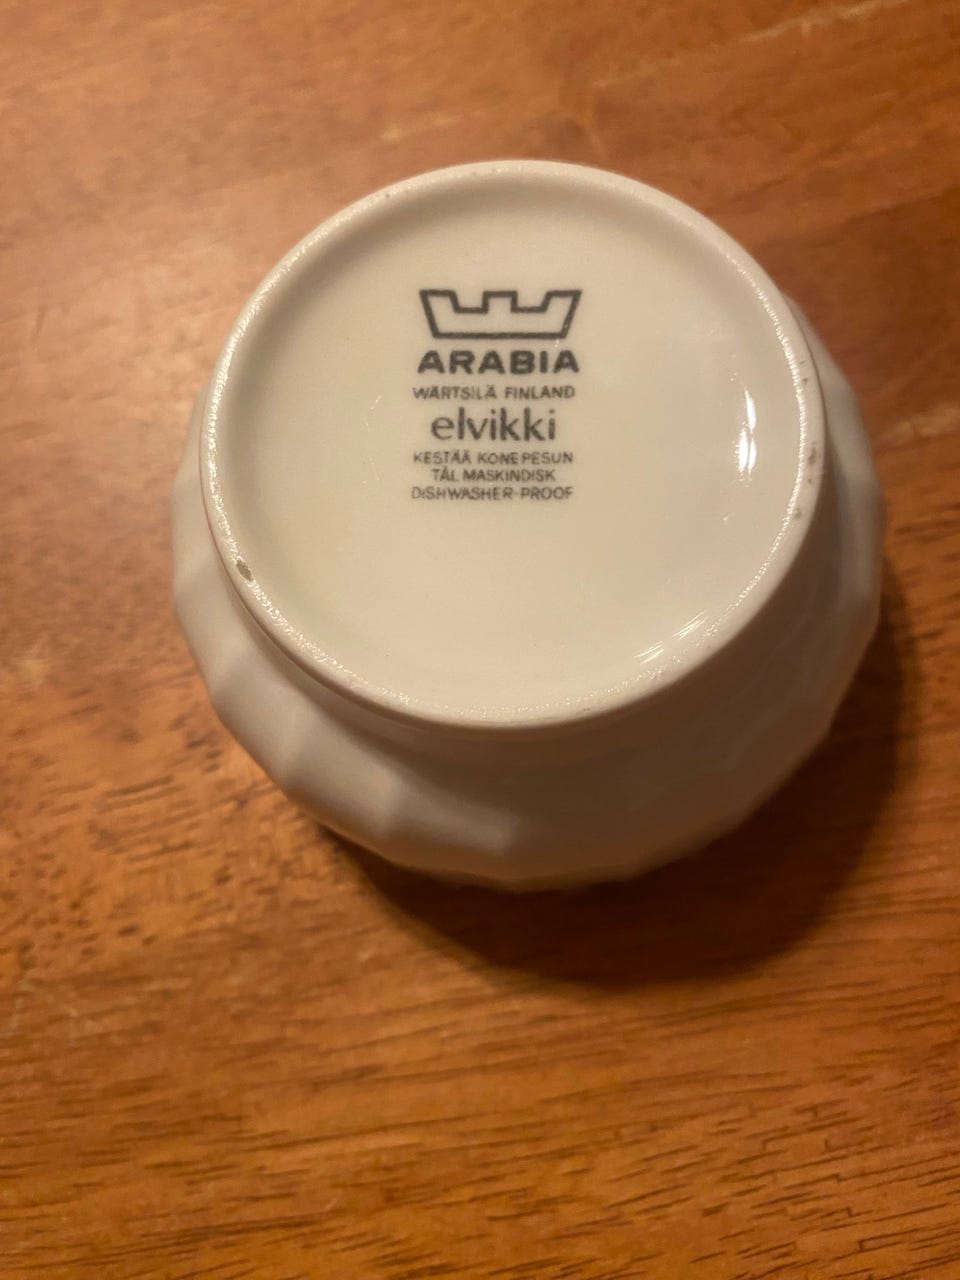 ARABIA
WÄRTSILÄ FINLAND
elvikki
KESTÄÄ KONEPESUN
TÅL MASKINDISK
DISHWASHER-PROOF